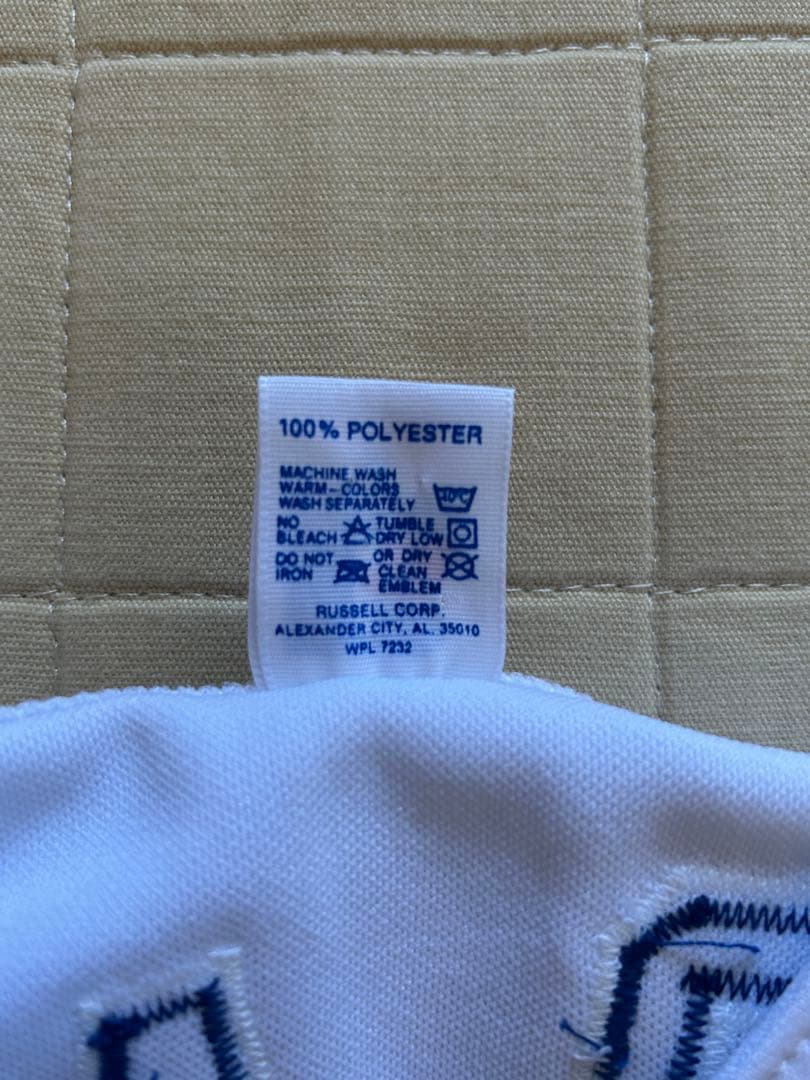 100% POLYESTER
MACHINE WASH
WARM-COLORS
WASH SEPARATELY
NO BLEACH
TUMBLE DRY LOW
DO NOT IRON
OR DRY CLEAN EMBLEM
RUSSELL CORP.
ALEXANDER CITY, AL. 35010
WPL 7232